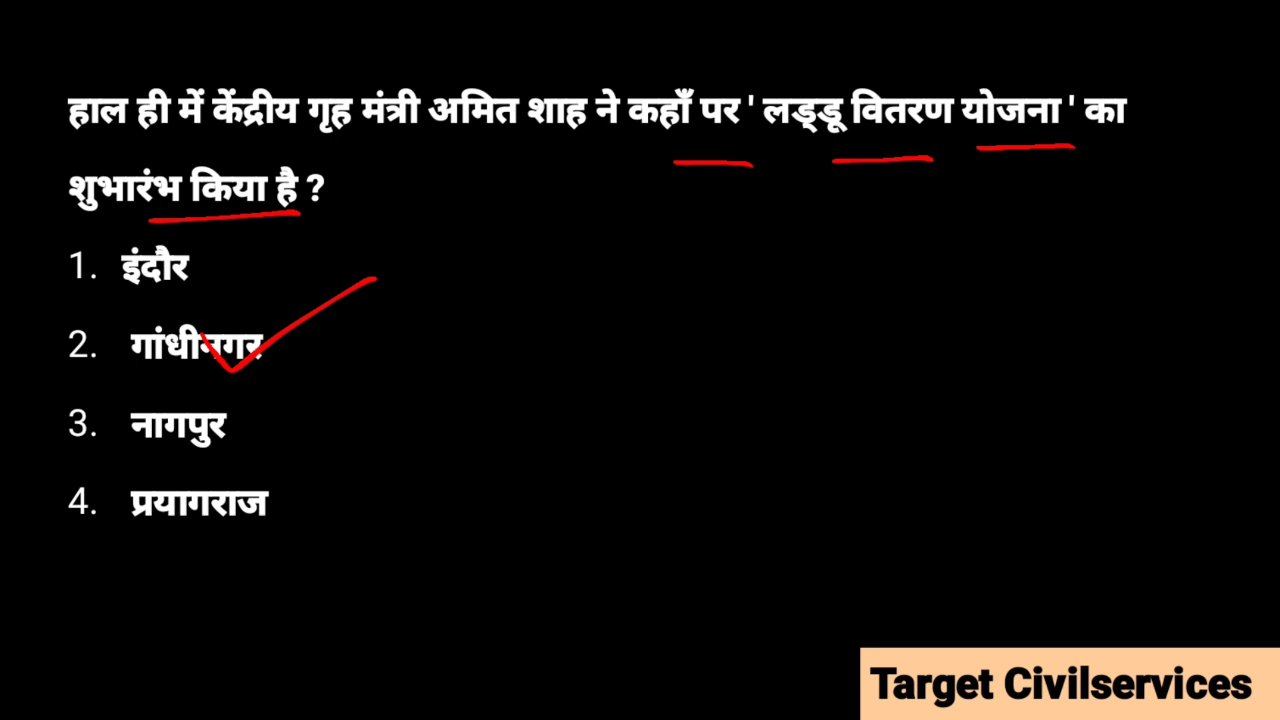 हाल ही में केंद्रीय गृह मंत्री अमित शाह ने कहाँ पर ' लड्डू वितरण योजना ' का
शुभारंभ किया है ?
1. इंदौर
2. गांधीनगर
3. नागपुर
4. प्रयागराज
Target Civilservices